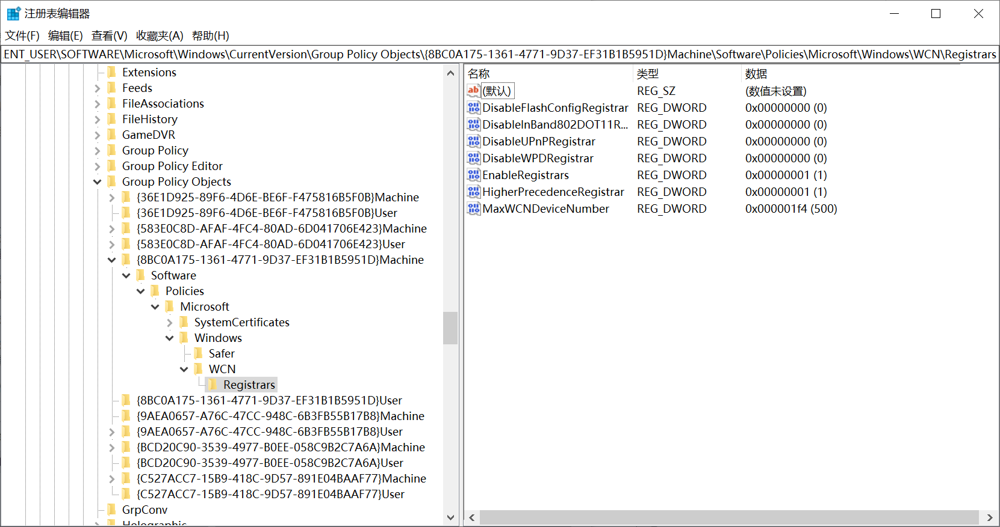 注册表编辑器
文件(F) 编辑(E) 查看(V) 收藏夹(A) 帮助(H)
ENT_USER\SOFTWARE\Microsoft\Windows\CurrentVersion\Group Policy Objects\{8BC0A175-1361-4771-9D37-EF31B1B5951D}Machine\Software\Policies\Microsoft\Windows\WCN\Registrars
Extensions
Feeds
FileAssociations
FileHistory
GameDVR
Group Policy
Group Policy Editor
Group Policy Objects
{36E1D925-89F6-4D6E-BE6F-F475816B5F0B}Machine
{36E1D925-89F6-4D6E-BE6F-F475816B5F0B}User
{583E0C8D-AFAF-4FC4-80AD-6D041706E423}Machine
{583E0C8D-AFAF-4FC4-80AD-6D041706E423}User
{8BC0A175-1361-4771-9D37-EF31B1B5951D}Machine
Software
Policies
Microsoft
SystemCertificates
Windows
Safer
WCN
Registrars
{8BC0A175-1361-4771-9D37-EF31B1B5951D}User
{9AEA0657-A76C-47CC-948C-6B3FB55B17B8}Machine
{9AEA0657-A76C-47CC-948C-6B3FB55B17B8}User
{BCD20C90-3539-4977-B0EE-058C9B2C7A6A}Machine
{BCD20C90-3539-4977-B0EE-058C9B2C7A6A}User
{C527ACC7-15B9-418C-9D57-891E04BAAF77}Machine
{C527ACC7-15B9-418C-9D57-891E04BAAF77}User
GrpConv
Holographic
名称 类型 数据
(默认) REG_SZ (数值未设置)
DisableFlashConfigRegistrar REG_DWORD 0x00000000 (0)
DisableInBand802DOT11R... REG_DWORD 0x00000000 (0)
DisableUPnPRegistrar REG_DWORD 0x00000000 (0)
DisableWPDRegistrar REG_DWORD 0x00000000 (0)
EnableRegistrars REG_DWORD 0x00000001 (1)
HigherPrecedenceRegistrar REG_DWORD 0x00000001 (1)
MaxWCNDeviceNumber REG_DWORD 0x000001f4 (500)